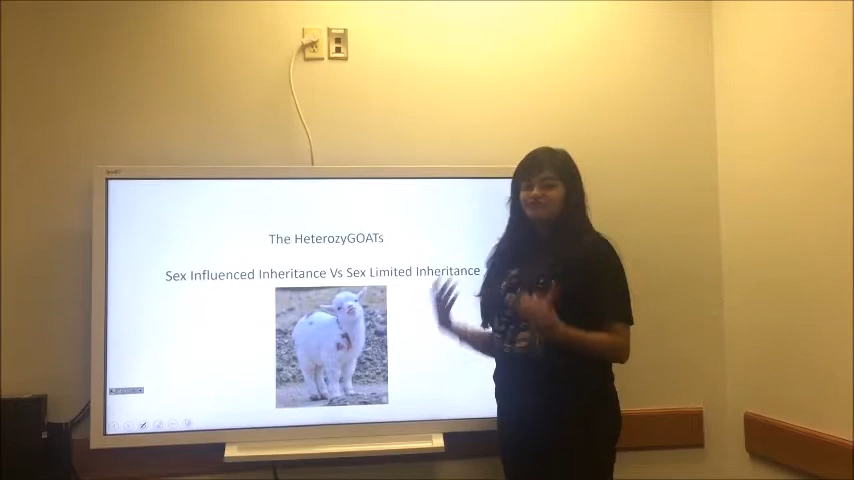 The HeterozyGOATs
Sex Influenced Inheritance Vs Sex Limited Inheritance